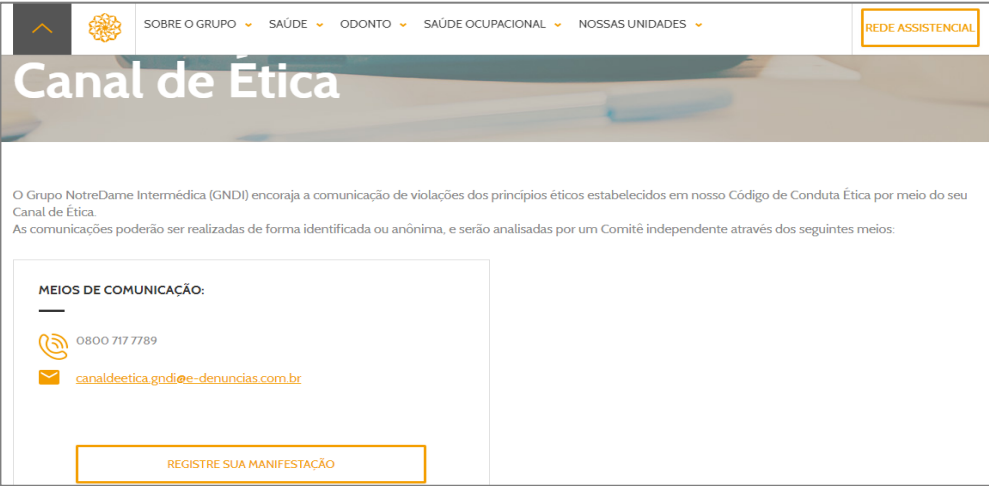 SOBRE O GRUPO SAÚDE ODONTO SAÚDE OCUPACIONAL NOSSAS UNIDADES REDE ASSISTENCIAL
Canal de Ética
O Grupo NotreDame Intermédica (GNDI) encoraja a comunicação de violações dos princípios éticos estabelecidos em nosso Código de Conduta Ética por meio do seu
Canal de Ética.
As comunicações poderão ser realizadas de forma identificada ou anônima, e serão analisadas por um Comitê independente através dos seguintes meios:
MEIOS DE COMUNICAÇÃO:
0800 717 7789
canaldeetica.gndi@e-denuncias.com.br
REGISTRE SUA MANIFESTAÇÃO